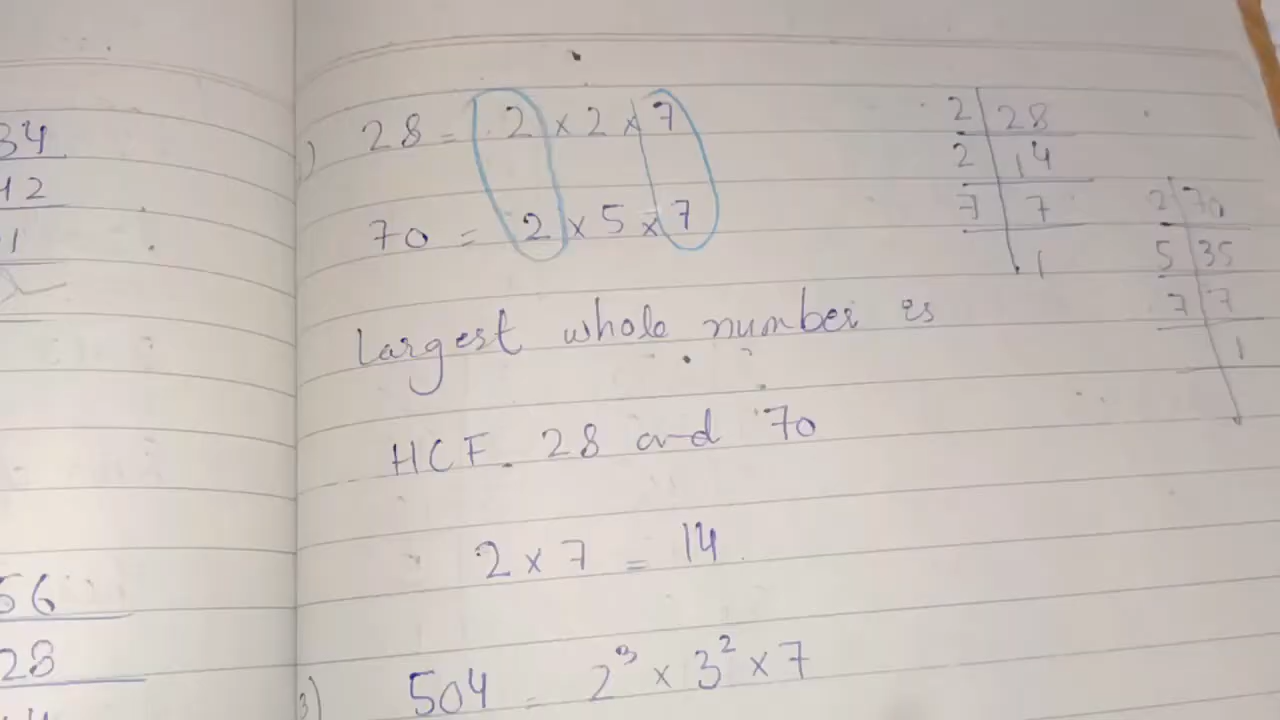 34
42
1
56
28
) 28 = 2 × 2 × 7
70 = 2 × 5 × 7
Largest whole number is
HCF. 28 and 70
2 × 7 = 14
3) 504 = 2³ × 3² × 7
2 | 28
2 | 14
7 | 7
1
2 | 70
5 | 35
7 | 7
1